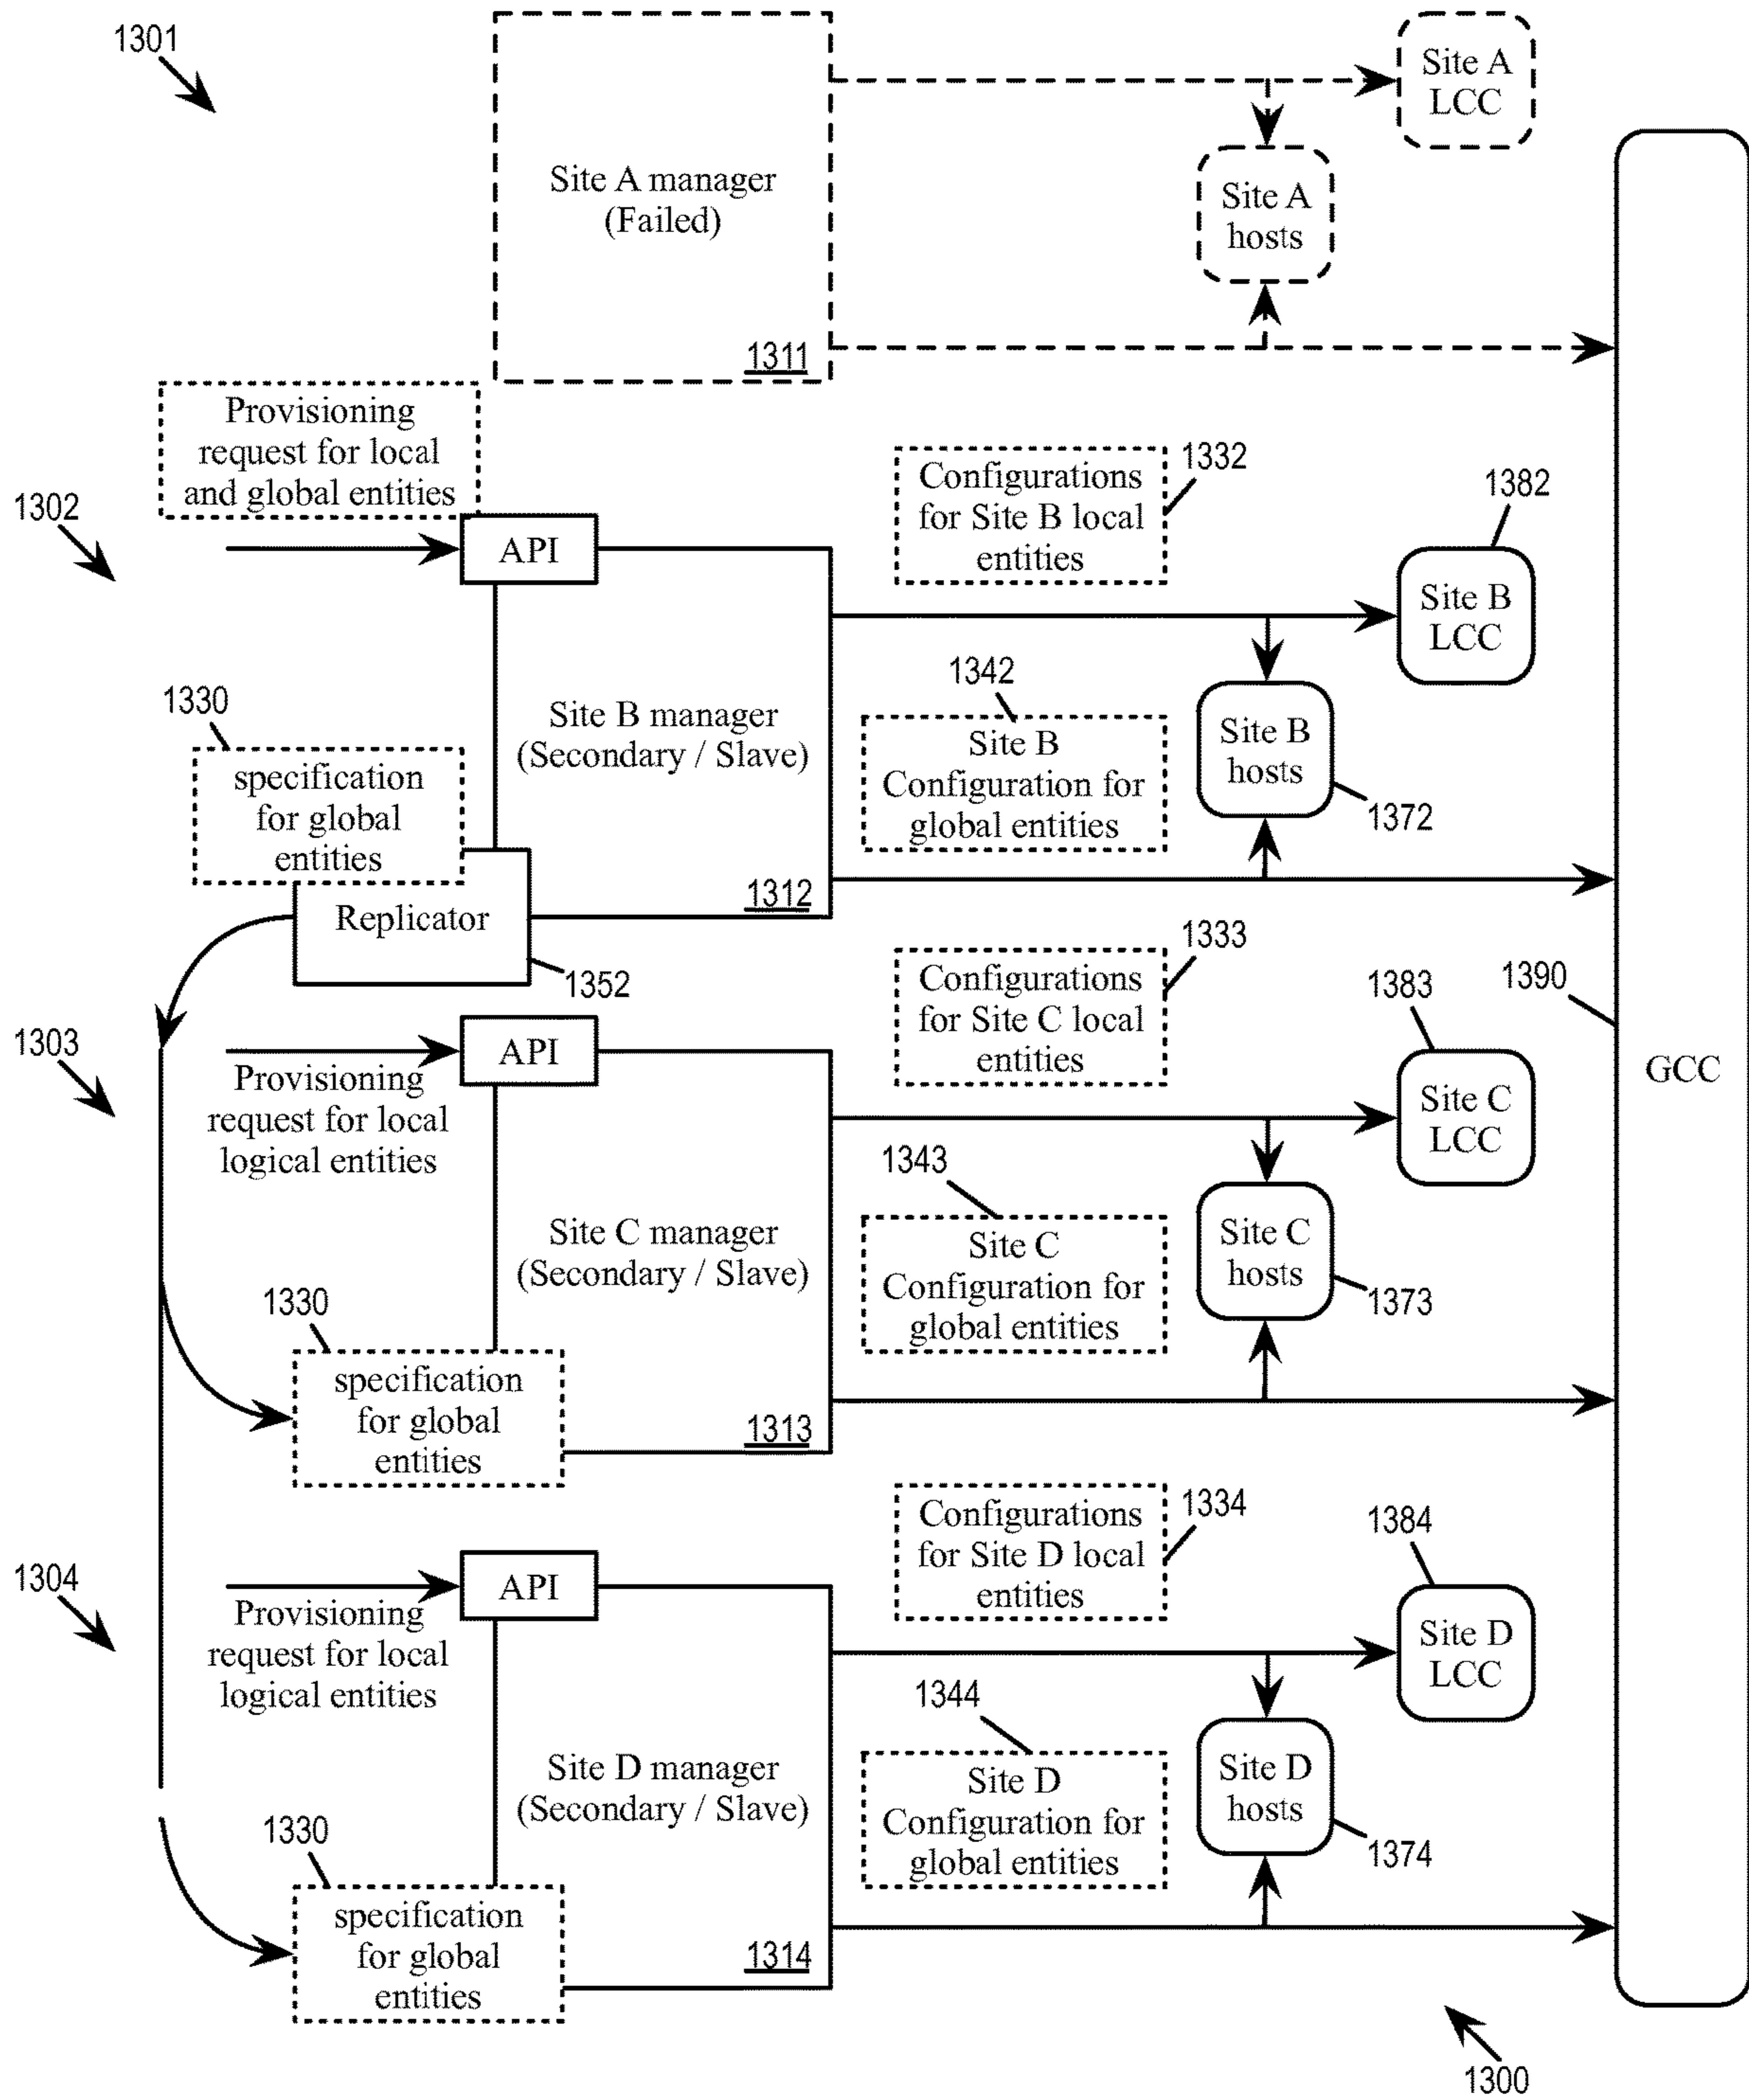 1301
Site A manager
(Failed)
1311
Site A
LCC
Site A
hosts
Provisioning
request for local
and global entities
1302
API
Configurations
for Site B local
entities
1332
1382
Site B
LCC
1342
Site B
Configuration for
global entities
Site B
hosts
1372
1330
specification
for global
entities
Site B manager
(Secondary / Slave)
1312
Replicator
1352
1303
API
Provisioning
request for local
logical entities
Configurations
for Site C local
entities
1333
1383
Site C
LCC
1390
GCC
1343
Site C
Configuration for
global entities
Site C
hosts
1373
Site C manager
(Secondary / Slave)
1330
specification
for global
entities
1313
1304
API
Provisioning
request for local
logical entities
Configurations
for Site D local
entities
1334
1384
Site D
LCC
1344
Site D
Configuration for
global entities
Site D
hosts
1374
Site D manager
(Secondary / Slave)
1330
specification
for global
entities
1314
1300